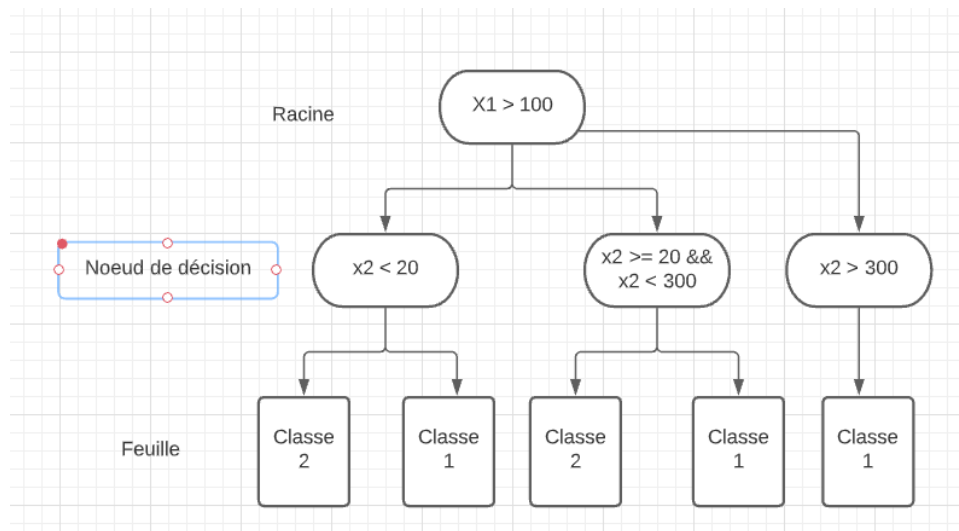 X1 > 100
Racine
Noeud de décision
x2 < 20
x2 >= 20 &&
x2 < 300
x2 > 300
Feuille
Classe
2
Classe
1
Classe
2
Classe
1
Classe
1